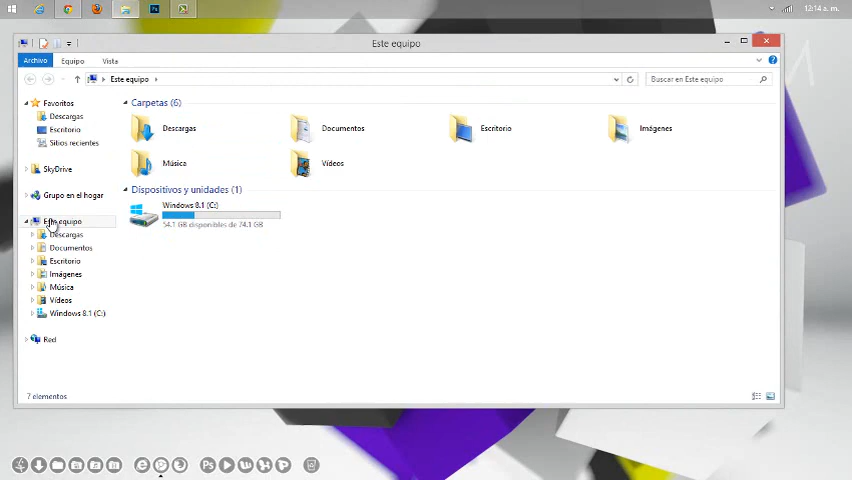 12:14 a. m.
Este equipo
Archivo
Equipo
Vista
Este equipo
Buscar en Este equipo
Favoritos
Descargas
Escritorio
Sitios recientes
SkyDrive
Grupo en el hogar
Este equipo
Descargas
Documentos
Escritorio
Imágenes
Música
Vídeos
Windows 8.1 (C:)
Red
Carpetas (6)
Descargas
Documentos
Escritorio
Imágenes
Música
Vídeos
Dispositivos y unidades (1)
Windows 8.1 (C:)
54.1 GB disponibles de 74.1 GB
7 elementos